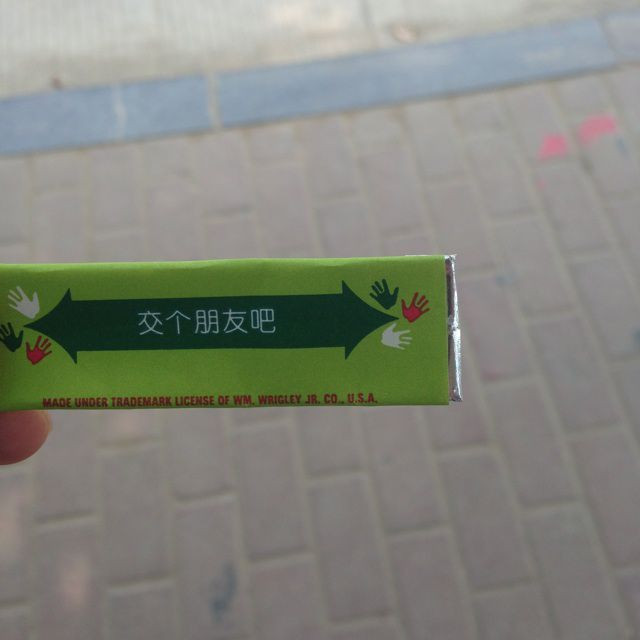 交个朋友吧
MADE UNDER TRADEMARK LICENSE OF WM. WRIGLEY JR. CO., U.S.A.